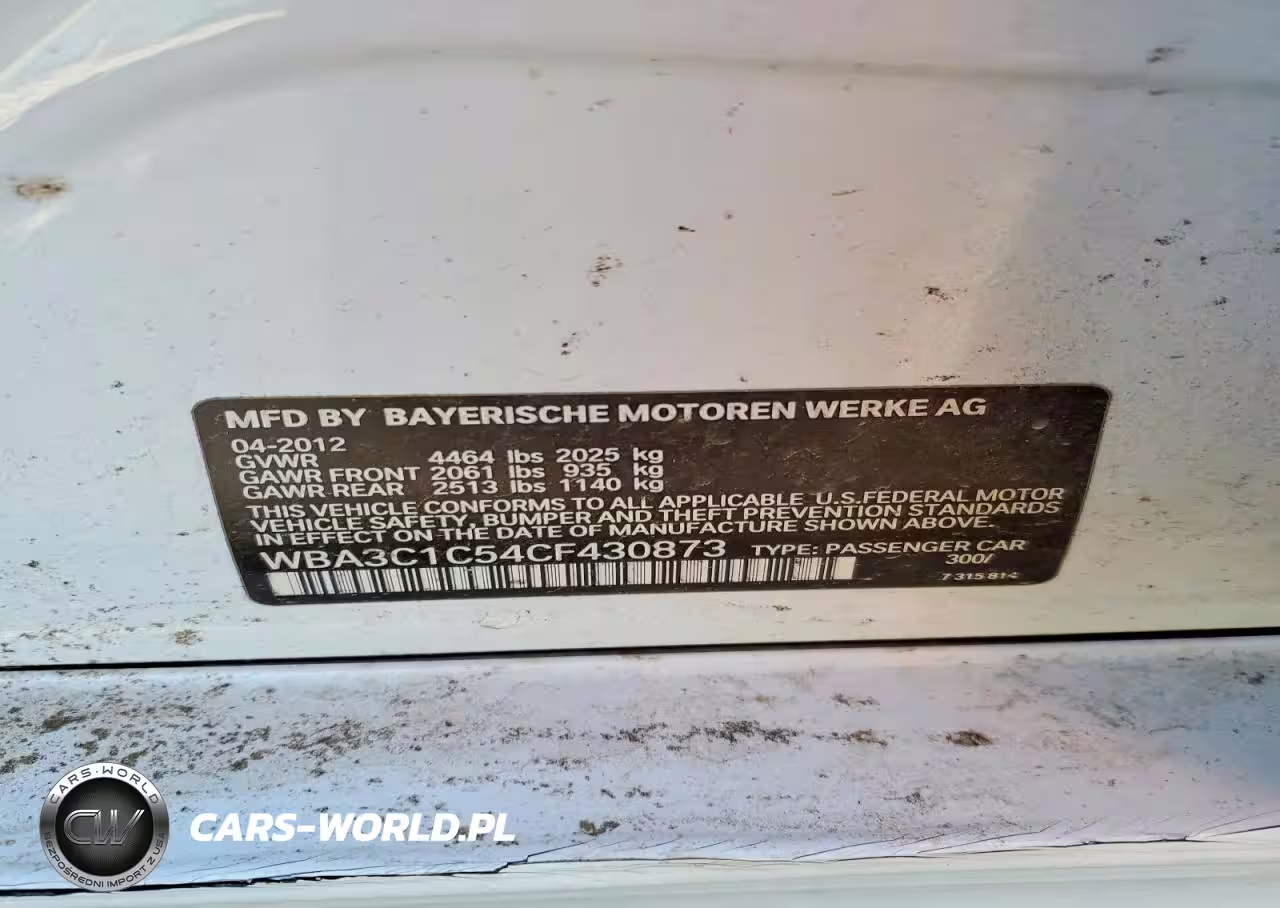 MFD BY BAYERISCHE MOTOREN WERKE AG
04-2012
GVWR 4464 lbs 2025 kg
GAWR FRONT 2061 lbs 935 kg
GAWR REAR 2513 lbs 1140 kg
THIS VEHICLE CONFORMS TO ALL APPLICABLE U.S.FEDERAL MOTOR
VEHICLE SAFETY, BUMPER AND THEFT PREVENTION STANDARDS
IN EFFECT ON THE DATE OF MANUFACTURE SHOWN ABOVE.
WBA3C1C54CF430873 TYPE: PASSENGER CAR
300/
7 315 814
CARS-WORLD
CW
BEZPOŚREDNI IMPORT Z USA
CARS-WORLD.PL